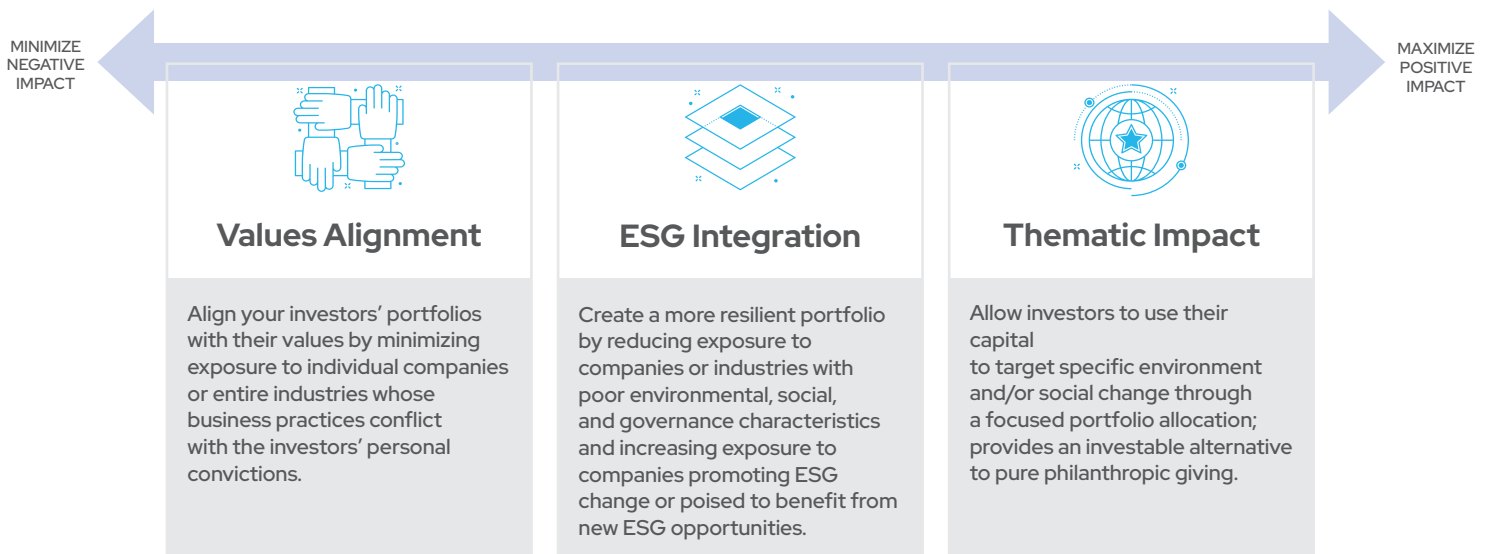 MINIMIZE
NEGATIVE
IMPACT
MAXIMIZE
POSITIVE
IMPACT
Values Alignment
Align your investors’ portfolios
with their values by minimizing
exposure to individual companies
or entire industries whose
business practices conflict
with the investors’ personal
convictions.
ESG Integration
Create a more resilient portfolio
by reducing exposure to
companies or industries with
poor environmental, social,
and governance characteristics
and increasing exposure to
companies promoting ESG
change or poised to benefit from
new ESG opportunities.
Thematic Impact
Allow investors to use their
capital
to target specific environment
and/or social change through
a focused portfolio allocation;
provides an investable alternative
to pure philanthropic giving.